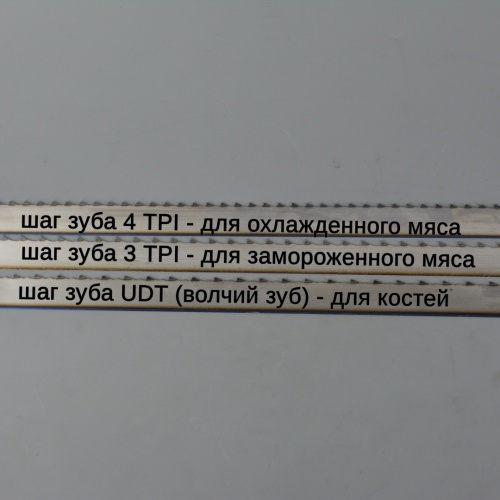 шаг зуба 4 TPI - для охлажденного мяса
шаг зуба 3 TPI - для замороженного мяса
шаг зуба UDT (волчий зуб) - для костей